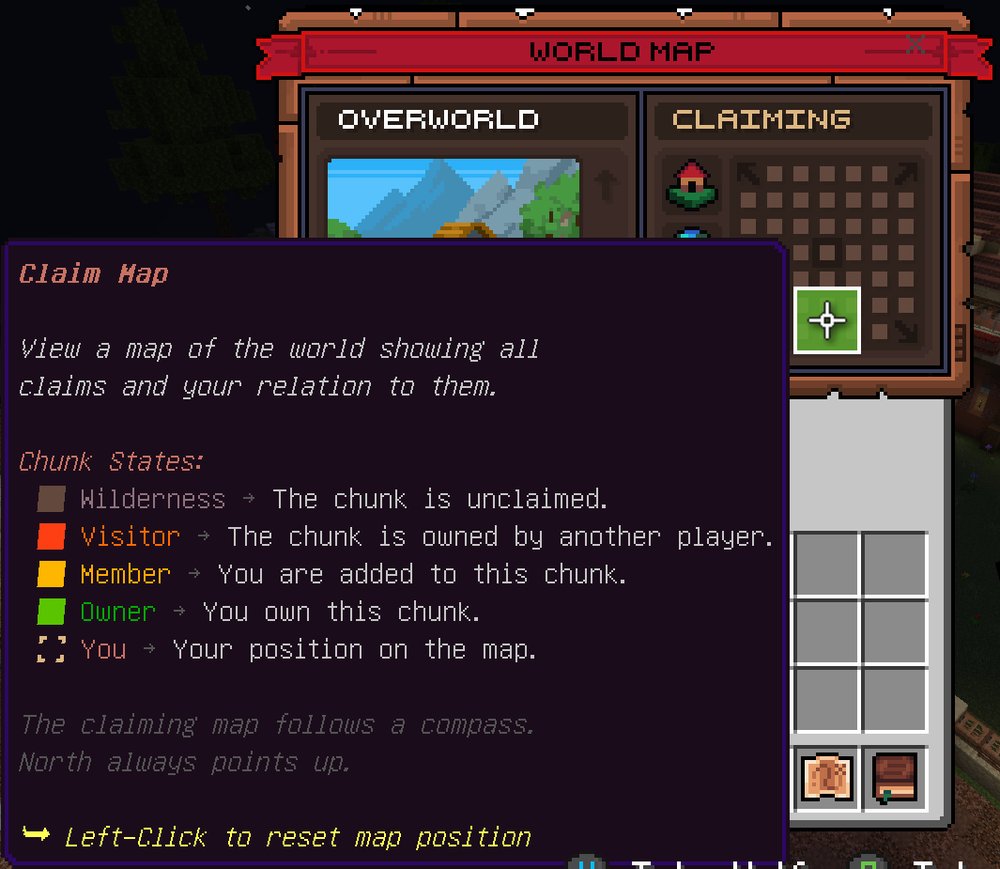 WORLD MAP
OVERWORLD
CLAIMING
Claim Map
View a map of the world showing all
claims and your relation to them.
Chunk States:
Wilderness → The chunk is unclaimed.
Visitor → The chunk is owned by another player.
Member → You are added to this chunk.
Owner → You own this chunk.
You → Your position on the map.
The claiming map follows a compass.
North always points up.
Left-Click to reset map position